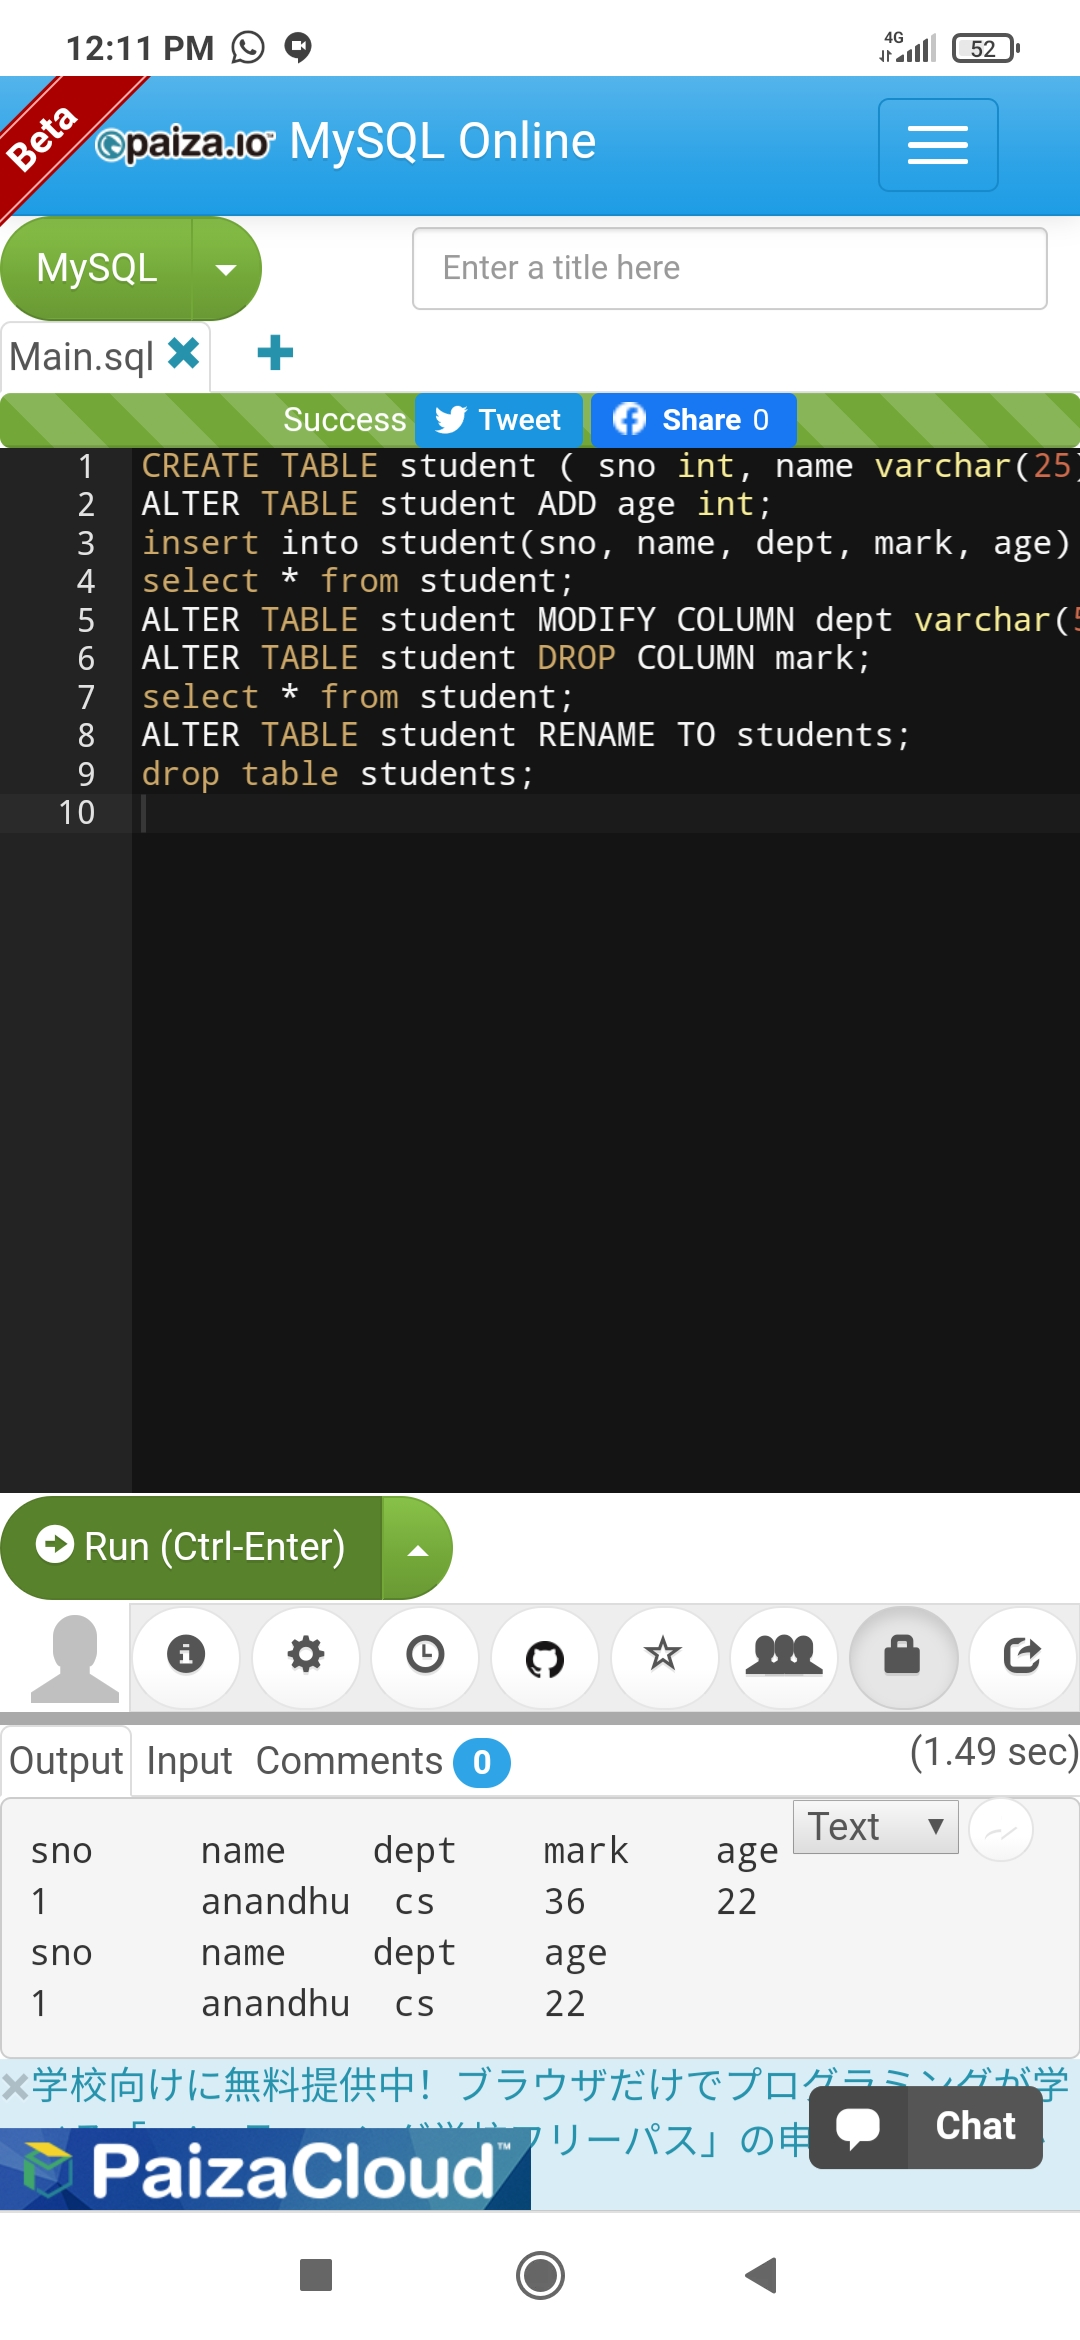 12:11 PM 4G 52
Beta
paiza.IO MySQL Online
MySQL Enter a title here
Main.sql
Success Tweet Share 0
1 CREATE TABLE student ( sno int, name varchar(25)
2 ALTER TABLE student ADD age int;
3 insert into student(sno, name, dept, mark, age)
4 select * from student;
5 ALTER TABLE student MODIFY COLUMN dept varchar(5
6 ALTER TABLE student DROP COLUMN mark;
7 select * from student;
8 ALTER TABLE student RENAME TO students;
9 drop table students;
10
Run (Ctrl-Enter)
Output Input Comments 0 (1.49 sec)
Text
sno name dept mark age
1 anandhu cs 36 22
sno name dept age
1 anandhu cs 22
学校向けに無料提供中! ブラウザだけでプログラミングが学
フリーパス」の申
Chat
PaizaCloud™